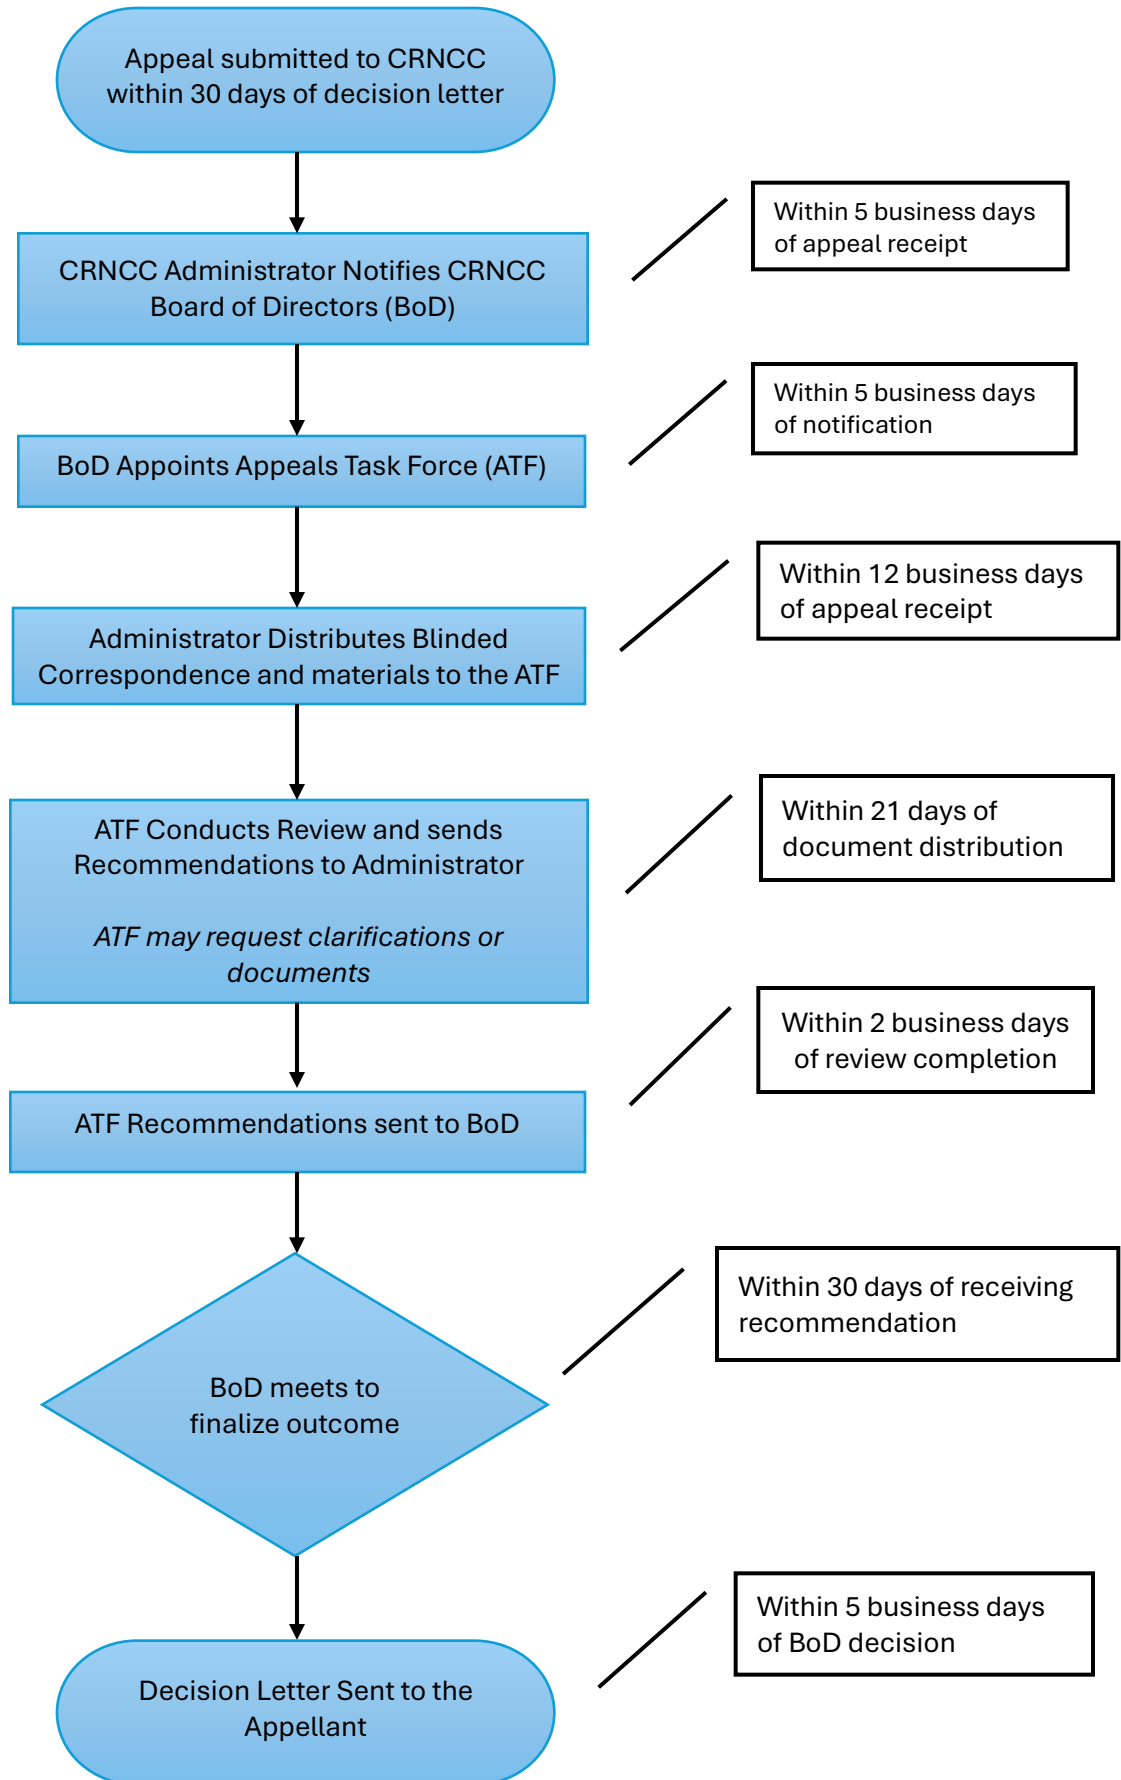 Appeal submitted to CRNCC
within 30 days of decision letter
Within 5 business days
of appeal receipt
CRNCC Administrator Notifies CRNCC
Board of Directors (BoD)
Within 5 business days
of notification
BoD Appoints Appeals Task Force (ATF)
Within 12 business days
of appeal receipt
Administrator Distributes Blinded
Correspondence and materials to the ATF
Within 21 days of
document distribution
ATF Conducts Review and sends
Recommendations to Administrator
ATF may request clarifications or
documents
Within 2 business days
of review completion
ATF Recommendations sent to BoD
Within 30 days of receiving
recommendation
BoD meets to
finalize outcome
Within 5 business days
of BoD decision
Decision Letter Sent to the
Appellant